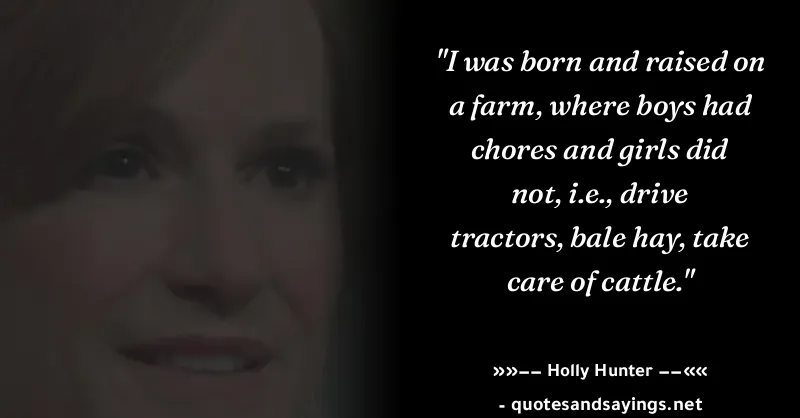 "I was born and raised on
a farm, where boys had
chores and girls did
not, i.e., drive
tractors, bale hay, take
care of cattle."
»»−− Holly Hunter −−««
- quotesandsayings.net